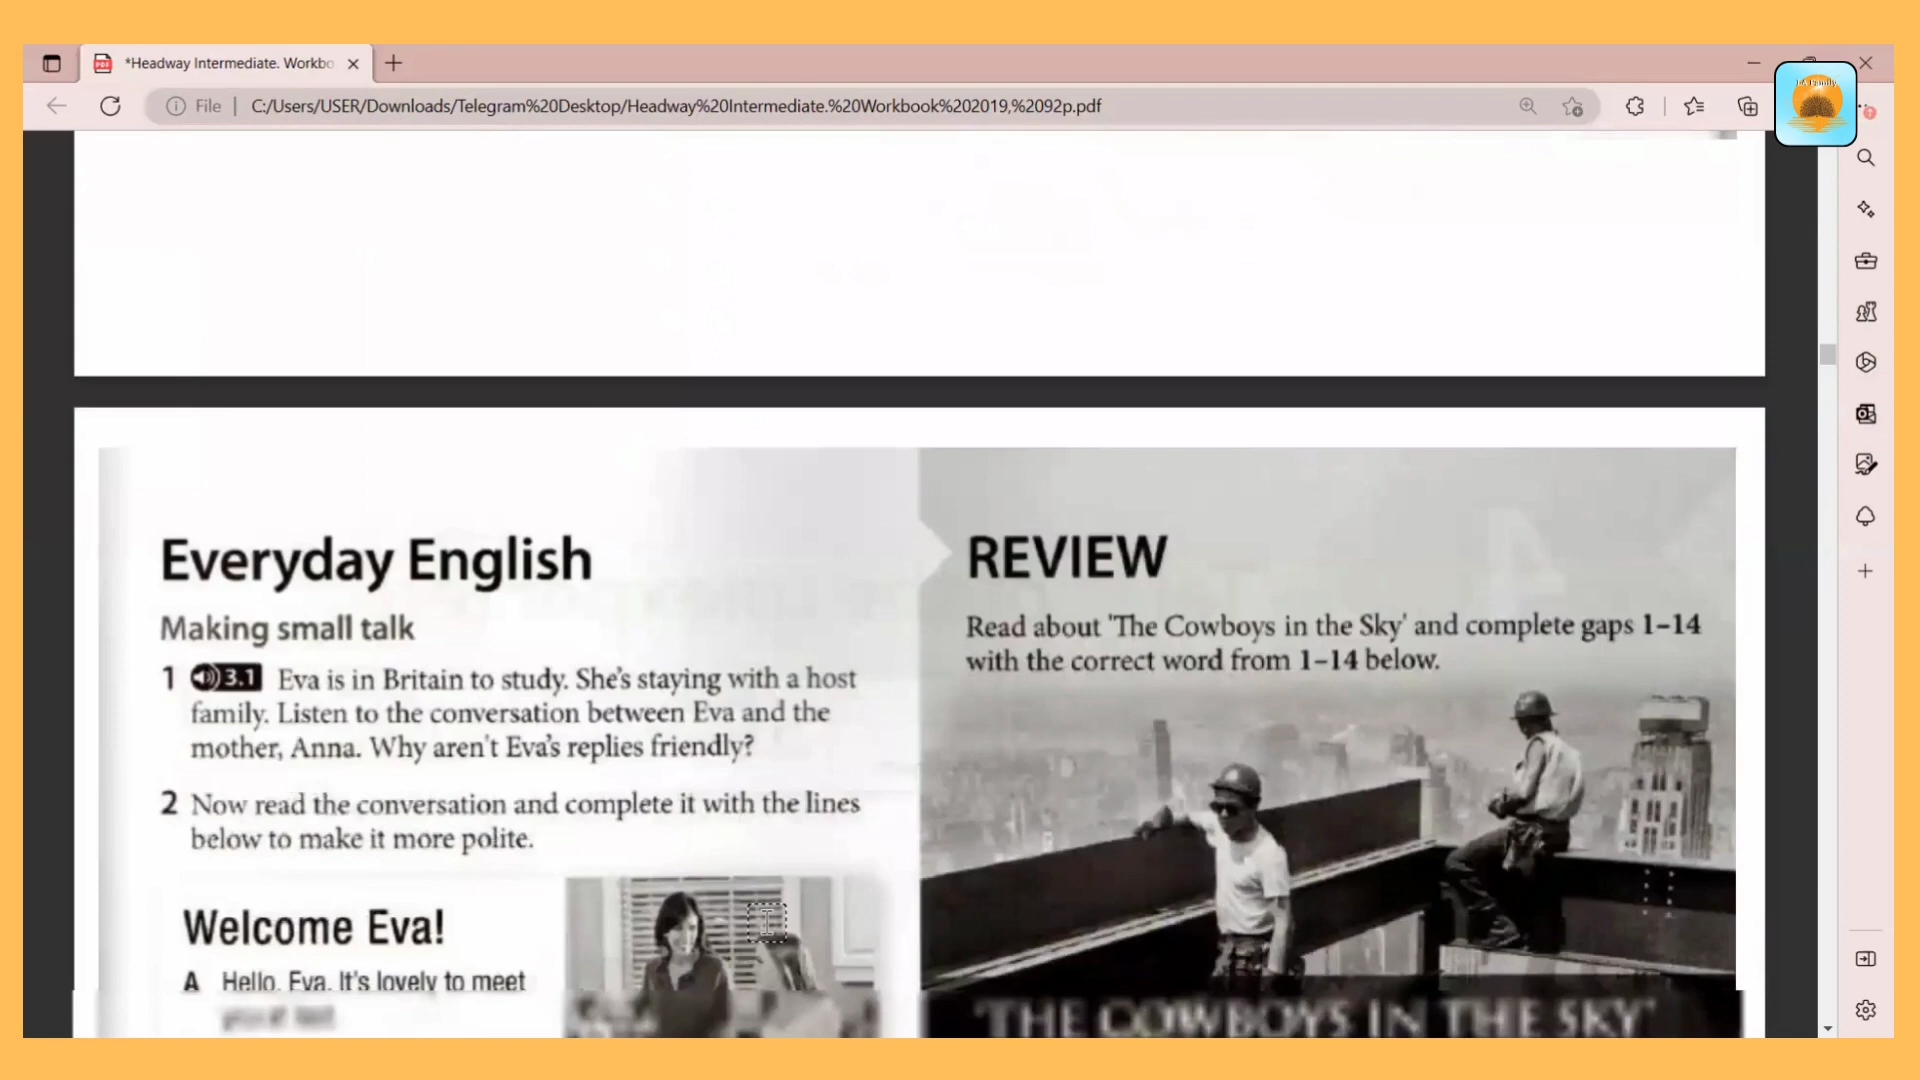 *Headway Intermediate. Workbo
File
C:/Users/USER/Downloads/Telegram%20Desktop/Headway%20Intermediate.%20Workbook%202019,%2092p.pdf
Everyday English
Making small talk
1 3.1 Eva is in Britain to study. She's staying with a host
family. Listen to the conversation between Eva and the
mother, Anna. Why aren't Eva's replies friendly?
2 Now read the conversation and complete it with the lines
below to make it more polite.
Welcome Eva!
A Hello, Eva. It's lovely to meet
REVIEW
Read about 'The Cowboys in the Sky' and complete gaps 1–14
with the correct word from 1–14 below.
'THE COWBOYS IN THE SKY'